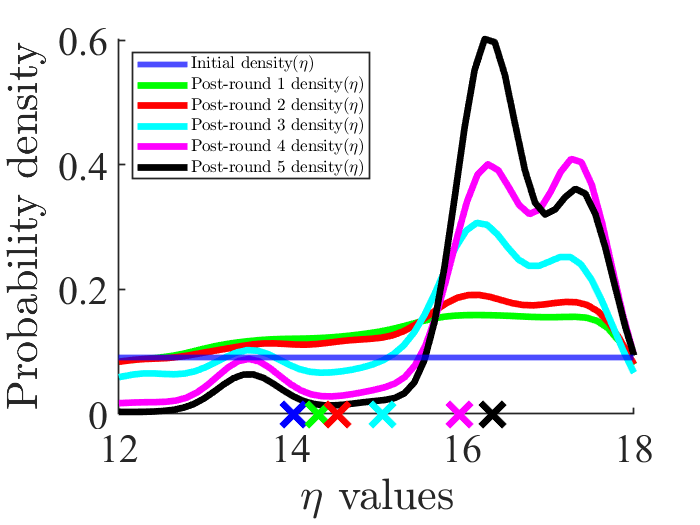 Probability density
0.6
0.4
0.2
0
Initial density(η)
Post-round 1 density(η)
Post-round 2 density(η)
Post-round 3 density(η)
Post-round 4 density(η)
Post-round 5 density(η)
12 14 16 18
η values